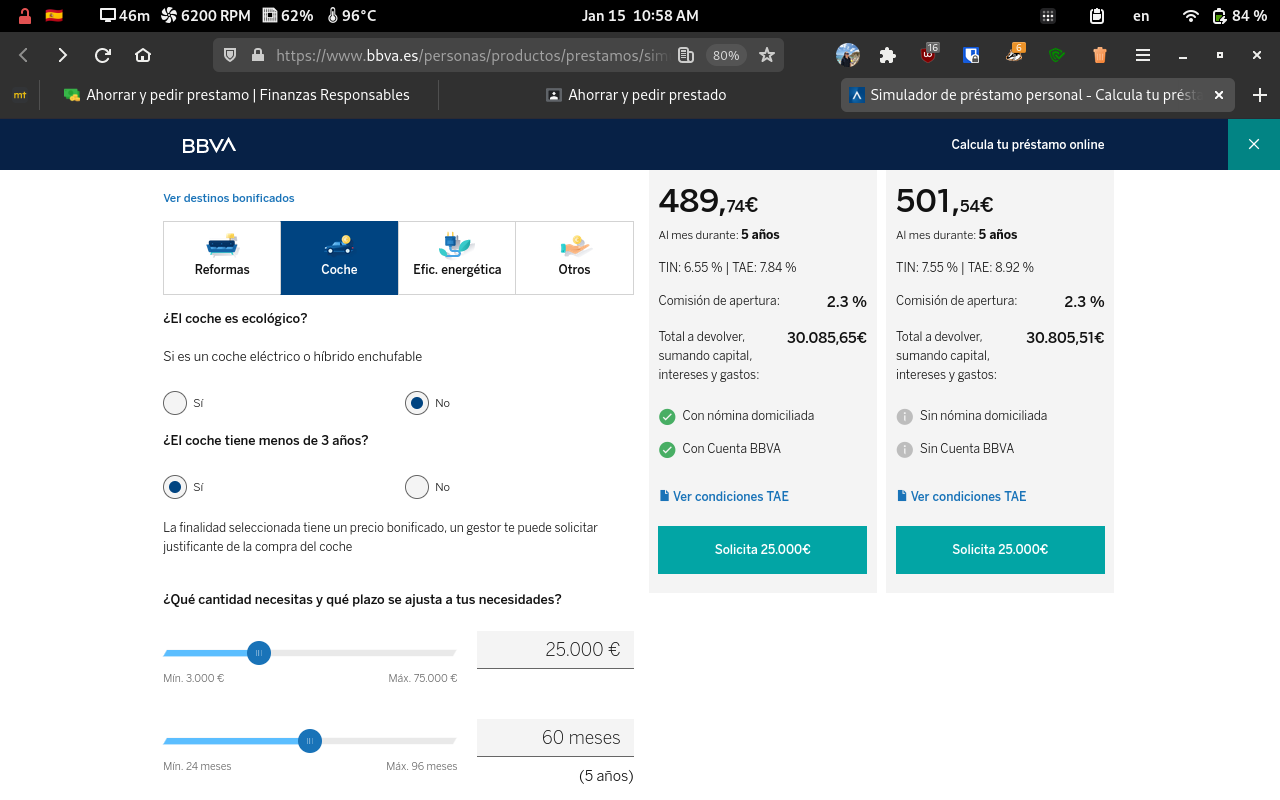 46m 6200 RPM 62% 96°C Jan 15 10:58 AM en 84 %
https://www.bbva.es/personas/productos/prestamos/sim 80% 16 6
mt Ahorrar y pedir prestamo | Finanzas Responsables Ahorrar y pedir prestado Simulador de préstamo personal - Calcula tu prést
BBVA Calcula tu préstamo online
Ver destinos bonificados
Reformas Coche Efic. energética Otros
¿El coche es ecológico?
Si es un coche eléctrico o híbrido enchufable
Sí No
¿El coche tiene menos de 3 años?
Sí No
La finalidad seleccionada tiene un precio bonificado, un gestor te puede solicitar
justificante de la compra del coche
¿Qué cantidad necesitas y qué plazo se ajusta a tus necesidades?
25.000 €
Mín. 3.000 € Máx. 75.000 €
60 meses
Mín. 24 meses Máx. 96 meses
(5 años)
489,74€
Al mes durante: 5 años
TIN: 6.55 % | TAE: 7.84 %
Comisión de apertura: 2.3 %
Total a devolver, 30.085,65€
sumando capital,
intereses y gastos:
Con nómina domiciliada
Con Cuenta BBVA
Ver condiciones TAE
Solicita 25.000€
501,54€
Al mes durante: 5 años
TIN: 7.55 % | TAE: 8.92 %
Comisión de apertura: 2.3 %
Total a devolver, 30.805,51€
sumando capital,
intereses y gastos:
Sin nómina domiciliada
Sin Cuenta BBVA
Ver condiciones TAE
Solicita 25.000€